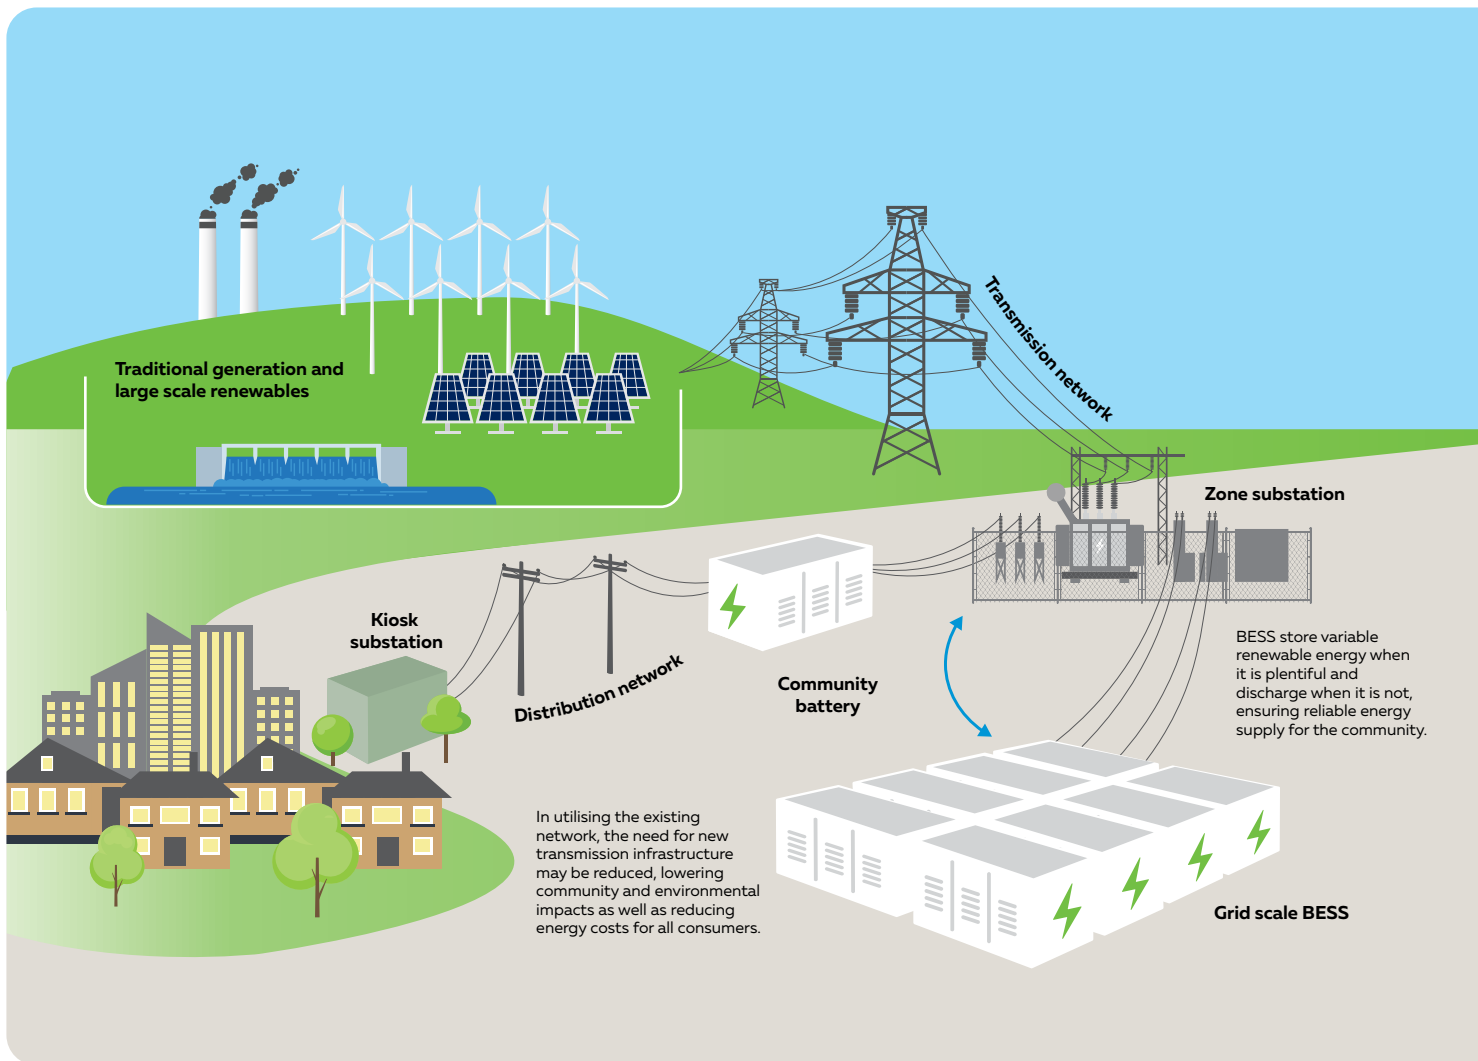 Traditional generation and
large scale renewables
Transmission network
Zone substation
Kiosk
substation
Distribution network
Community
battery
BESS store variable
renewable energy when
it is plentiful and
discharge when it is not,
ensuring reliable energy
supply for the community.
In utilising the existing
network, the need for new
transmission infrastructure
may be reduced, lowering
community and environmental
impacts as well as reducing
energy costs for all consumers.
Grid scale BESS